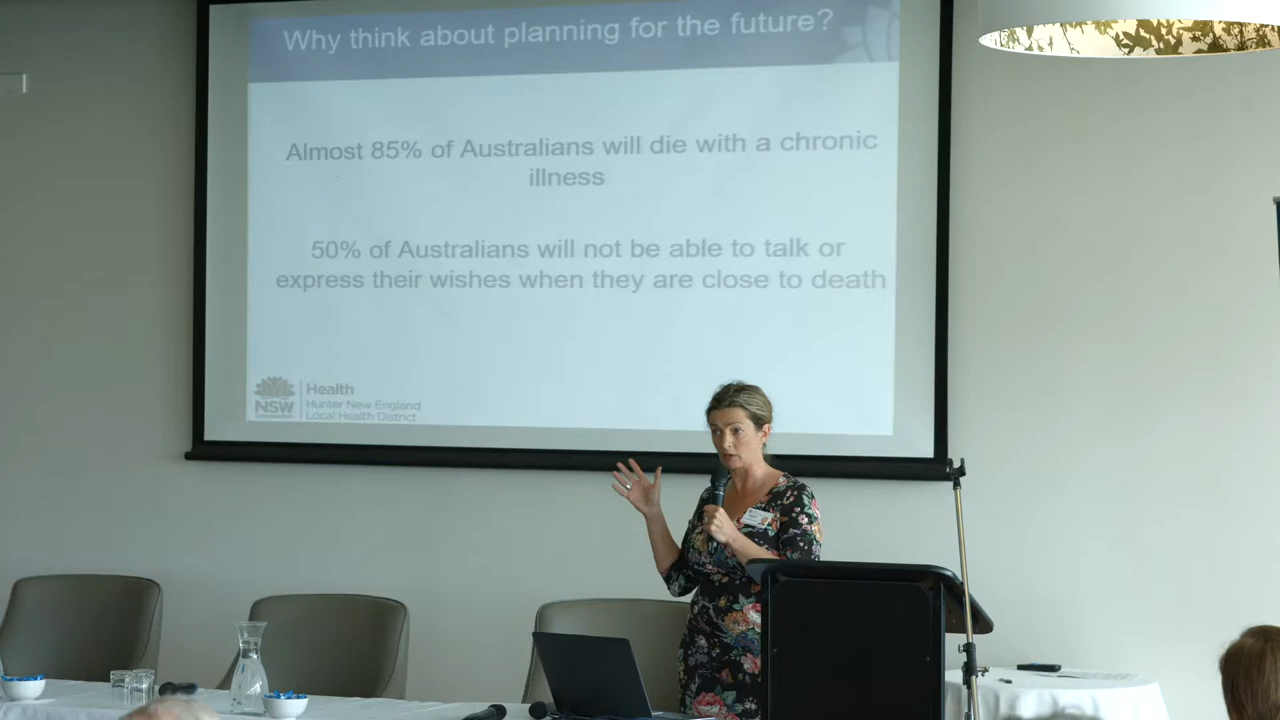 Why think about planning for the future?
Almost 85% of Australians will die with a chronic
illness
50% of Australians will not be able to talk or
express their wishes when they are close to death
NSW
Health
Hunter New England
Local Health District